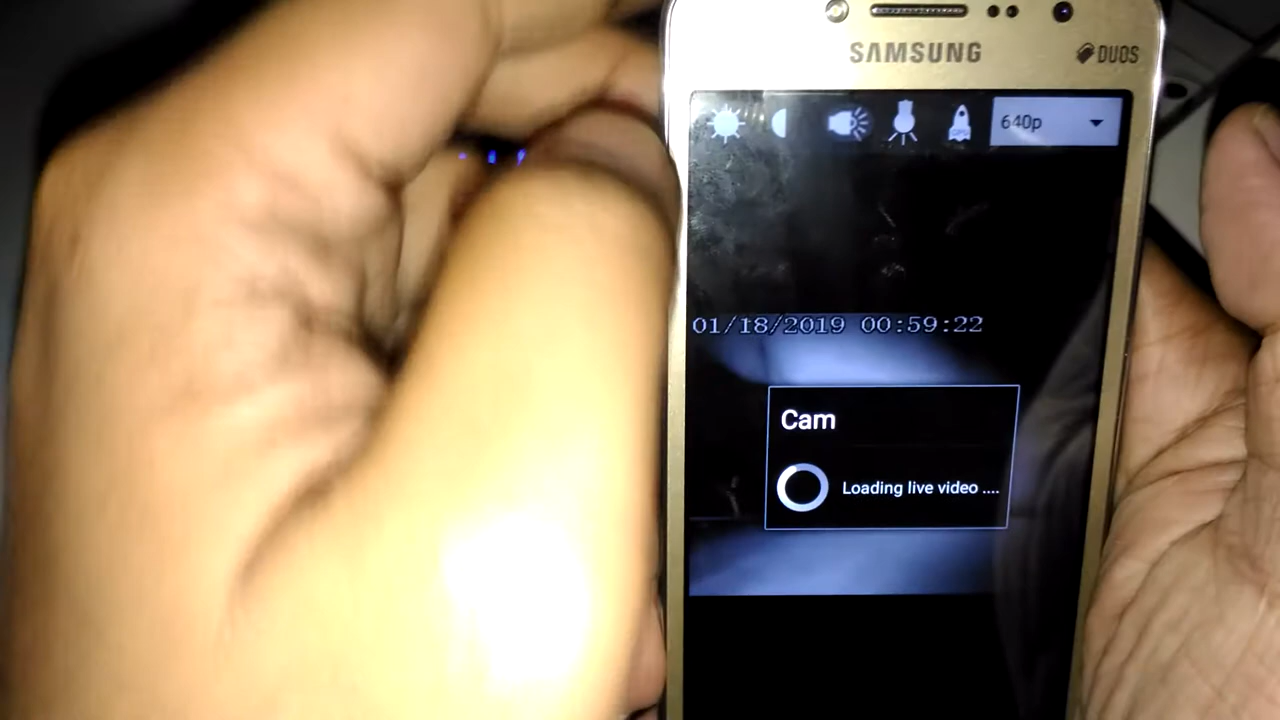 SAMSUNG
DUOS
640p
01/18/2019 00:59:22
Cam
Loading live video ....